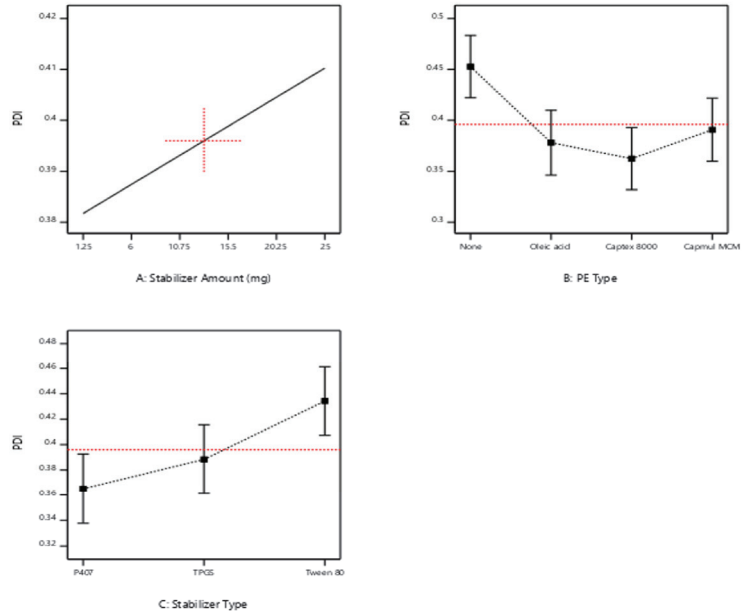 0.42
0.41
0.4
0.39
0.38
PDI
1.25 6 10.75 15.5 20.25 25
A: Stabilizer Amount (mg)
0.5
0.45
0.4
0.35
0.3
PDI
None Oleic acid Captex 8000 Capmul MCM
B: PE Type
0.48
0.46
0.44
0.42
0.4
0.38
0.36
0.34
0.32
PDI
P407 TPGS Tween 80
C: Stabilizer Type